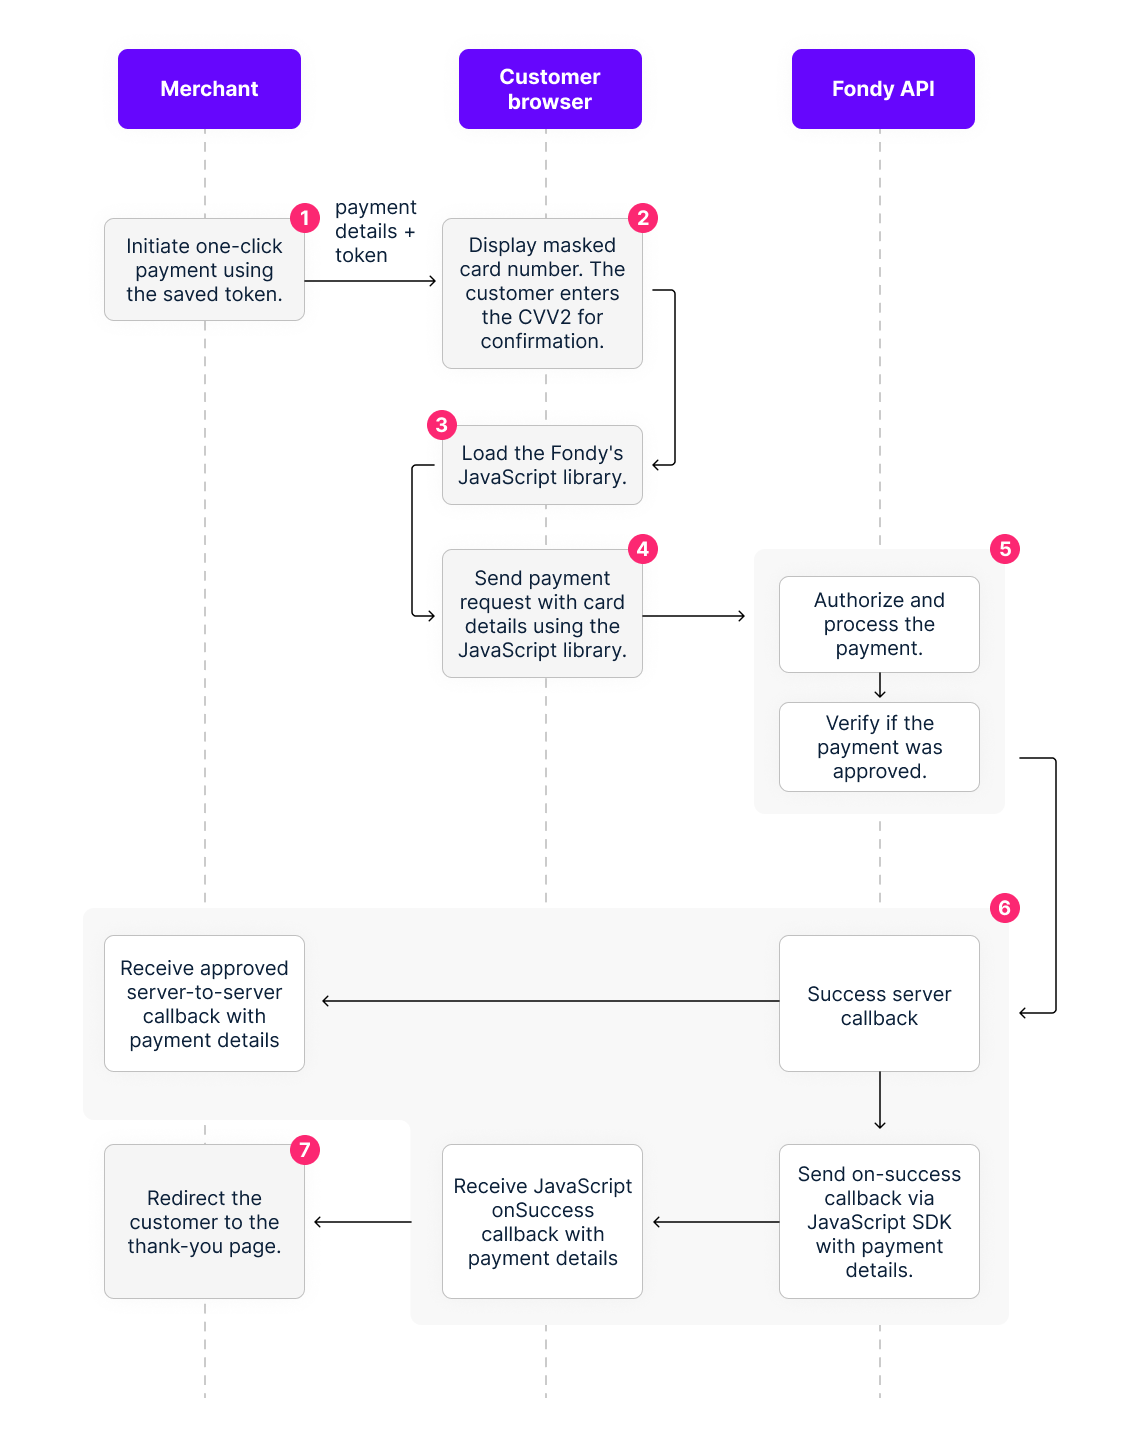 Merchant
Customer
browser
Fondy API
1
Initiate one-click
payment using
the saved token.
payment
details +
token
2
Display masked
card number. The
customer enters
the CVV2 for
confirmation.
3
Load the Fondy's
JavaScript library.
4
Send payment
request with card
details using the
JavaScript library.
5
Authorize and
process the
payment.
Verify if the
payment was
approved.
6
Receive approved
server-to-server
callback with
payment details
Success server
callback
7
Redirect the
customer to the
thank-you page.
Receive JavaScript
onSuccess
callback with
payment details
Send on-success
callback via
JavaScript SDK
with payment
details.